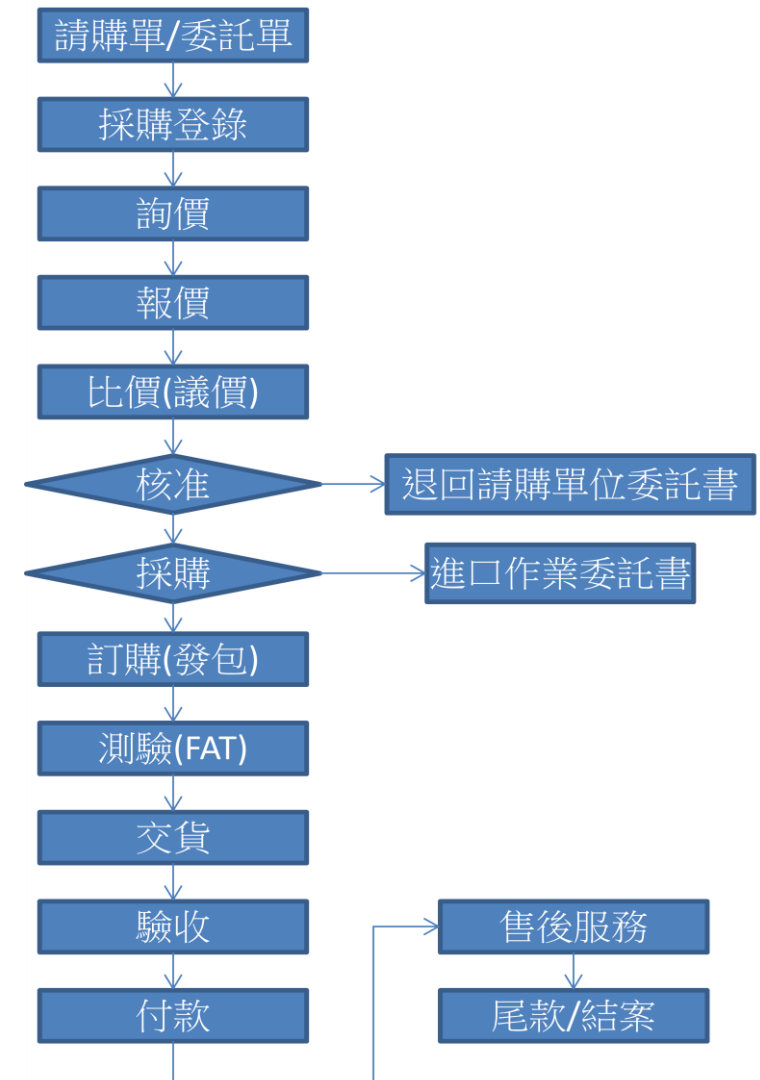 請購單/委託單
採購登錄
詢價
報價
比價(議價)
核准
退回請購單位委託書
採購
進口作業委託書
訂購(發包)
測驗(FAT)
交貨
驗收
售後服務
付款
尾款/結案